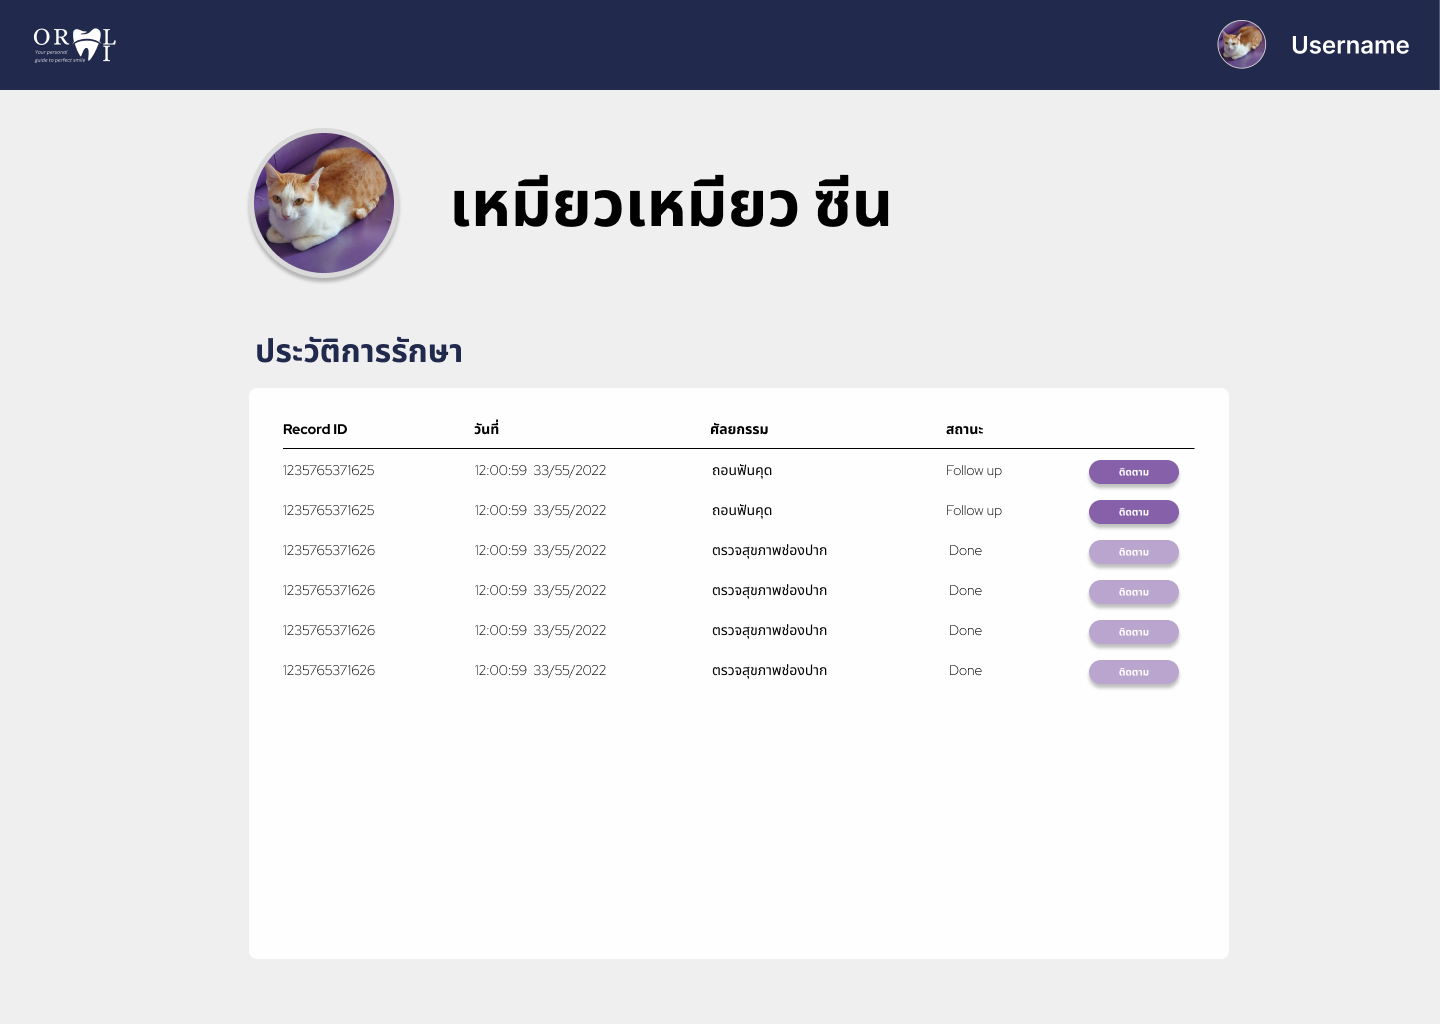 ORAL
Your personal
guide to perfect smile
I
Username
เหมียวเหมียว ซีน
ประวัติการรักษา
Record ID วันที่ ศัลยกรรม สถานะ
1235765371625 12:00:59 33/55/2022 ถอนฟันคุด Follow up ติดตาม
1235765371625 12:00:59 33/55/2022 ถอนฟันคุด Follow up ติดตาม
1235765371626 12:00:59 33/55/2022 ตรวจสุขภาพช่องปาก Done ติดตาม
1235765371626 12:00:59 33/55/2022 ตรวจสุขภาพช่องปาก Done ติดตาม
1235765371626 12:00:59 33/55/2022 ตรวจสุขภาพช่องปาก Done ติดตาม
1235765371626 12:00:59 33/55/2022 ตรวจสุขภาพช่องปาก Done ติดตาม